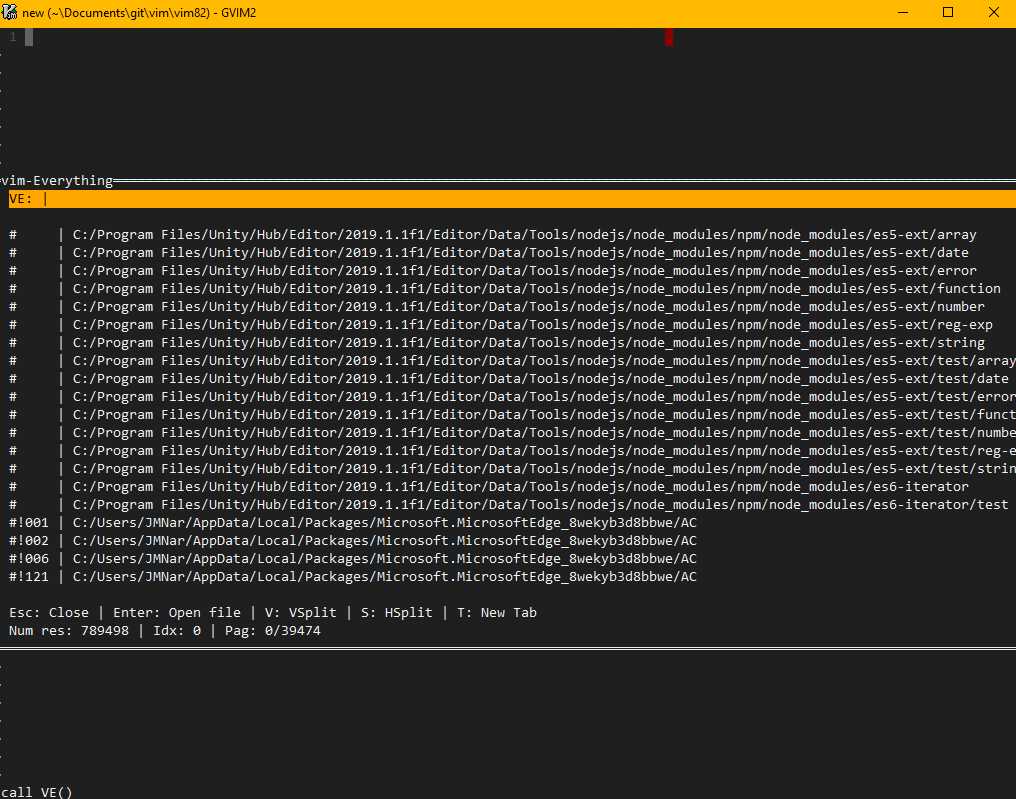 new (~\Documents\git\vim\vim82) - GVIM2
1
vim-Everything
VE: |
# | C:/Program Files/Unity/Hub/Editor/2019.1.1f1/Editor/Data/Tools/nodejs/node_modules/npm/node_modules/es5-ext/array
# | C:/Program Files/Unity/Hub/Editor/2019.1.1f1/Editor/Data/Tools/nodejs/node_modules/npm/node_modules/es5-ext/date
# | C:/Program Files/Unity/Hub/Editor/2019.1.1f1/Editor/Data/Tools/nodejs/node_modules/npm/node_modules/es5-ext/error
# | C:/Program Files/Unity/Hub/Editor/2019.1.1f1/Editor/Data/Tools/nodejs/node_modules/npm/node_modules/es5-ext/function
# | C:/Program Files/Unity/Hub/Editor/2019.1.1f1/Editor/Data/Tools/nodejs/node_modules/npm/node_modules/es5-ext/number
# | C:/Program Files/Unity/Hub/Editor/2019.1.1f1/Editor/Data/Tools/nodejs/node_modules/npm/node_modules/es5-ext/reg-exp
# | C:/Program Files/Unity/Hub/Editor/2019.1.1f1/Editor/Data/Tools/nodejs/node_modules/npm/node_modules/es5-ext/string
# | C:/Program Files/Unity/Hub/Editor/2019.1.1f1/Editor/Data/Tools/nodejs/node_modules/npm/node_modules/es5-ext/test/array
# | C:/Program Files/Unity/Hub/Editor/2019.1.1f1/Editor/Data/Tools/nodejs/node_modules/npm/node_modules/es5-ext/test/date
# | C:/Program Files/Unity/Hub/Editor/2019.1.1f1/Editor/Data/Tools/nodejs/node_modules/npm/node_modules/es5-ext/test/error
# | C:/Program Files/Unity/Hub/Editor/2019.1.1f1/Editor/Data/Tools/nodejs/node_modules/npm/node_modules/es5-ext/test/funct
# | C:/Program Files/Unity/Hub/Editor/2019.1.1f1/Editor/Data/Tools/nodejs/node_modules/npm/node_modules/es5-ext/test/numbe
# | C:/Program Files/Unity/Hub/Editor/2019.1.1f1/Editor/Data/Tools/nodejs/node_modules/npm/node_modules/es5-ext/test/reg-e
# | C:/Program Files/Unity/Hub/Editor/2019.1.1f1/Editor/Data/Tools/nodejs/node_modules/npm/node_modules/es5-ext/test/strin
# | C:/Program Files/Unity/Hub/Editor/2019.1.1f1/Editor/Data/Tools/nodejs/node_modules/npm/node_modules/es6-iterator
# | C:/Program Files/Unity/Hub/Editor/2019.1.1f1/Editor/Data/Tools/nodejs/node_modules/npm/node_modules/es6-iterator/test
#!001 | C:/Users/JMNar/AppData/Local/Packages/Microsoft.MicrosoftEdge_8wekyb3d8bbwe/AC
#!002 | C:/Users/JMNar/AppData/Local/Packages/Microsoft.MicrosoftEdge_8wekyb3d8bbwe/AC
#!006 | C:/Users/JMNar/AppData/Local/Packages/Microsoft.MicrosoftEdge_8wekyb3d8bbwe/AC
#!121 | C:/Users/JMNar/AppData/Local/Packages/Microsoft.MicrosoftEdge_8wekyb3d8bbwe/AC
Esc: Close | Enter: Open file | V: VSplit | S: HSplit | T: New Tab
Num res: 789498 | Idx: 0 | Pag: 0/39474
call VE()